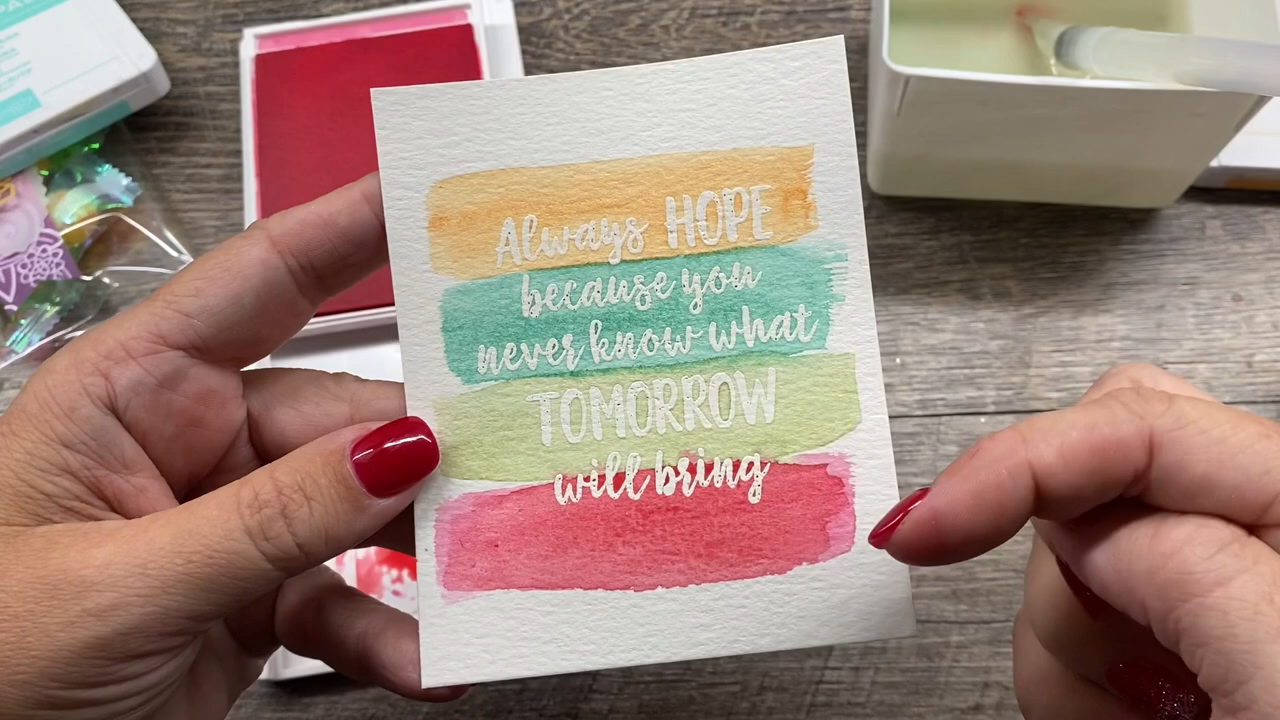 Always HOPE
because you
never know what
TOMORROW
will bring